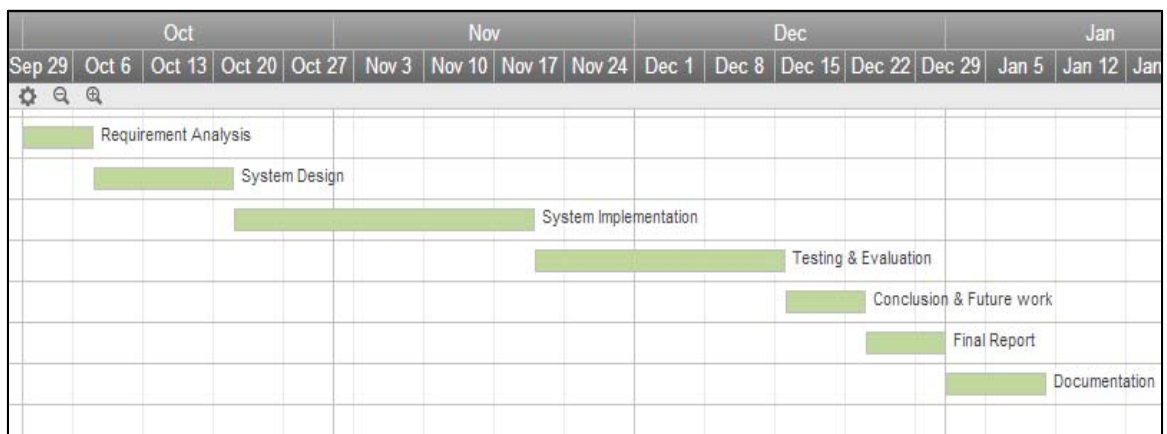 Oct Nov Dec Jan
Sep 29 Oct 6 Oct 13 Oct 20 Oct 27 Nov 3 Nov 10 Nov 17 Nov 24 Dec 1 Dec 8 Dec 15 Dec 22 Dec 29 Jan 5 Jan 12 Jan
Requirement Analysis
System Design
System Implementation
Testing & Evaluation
Conclusion & Future work
Final Report
Documentation